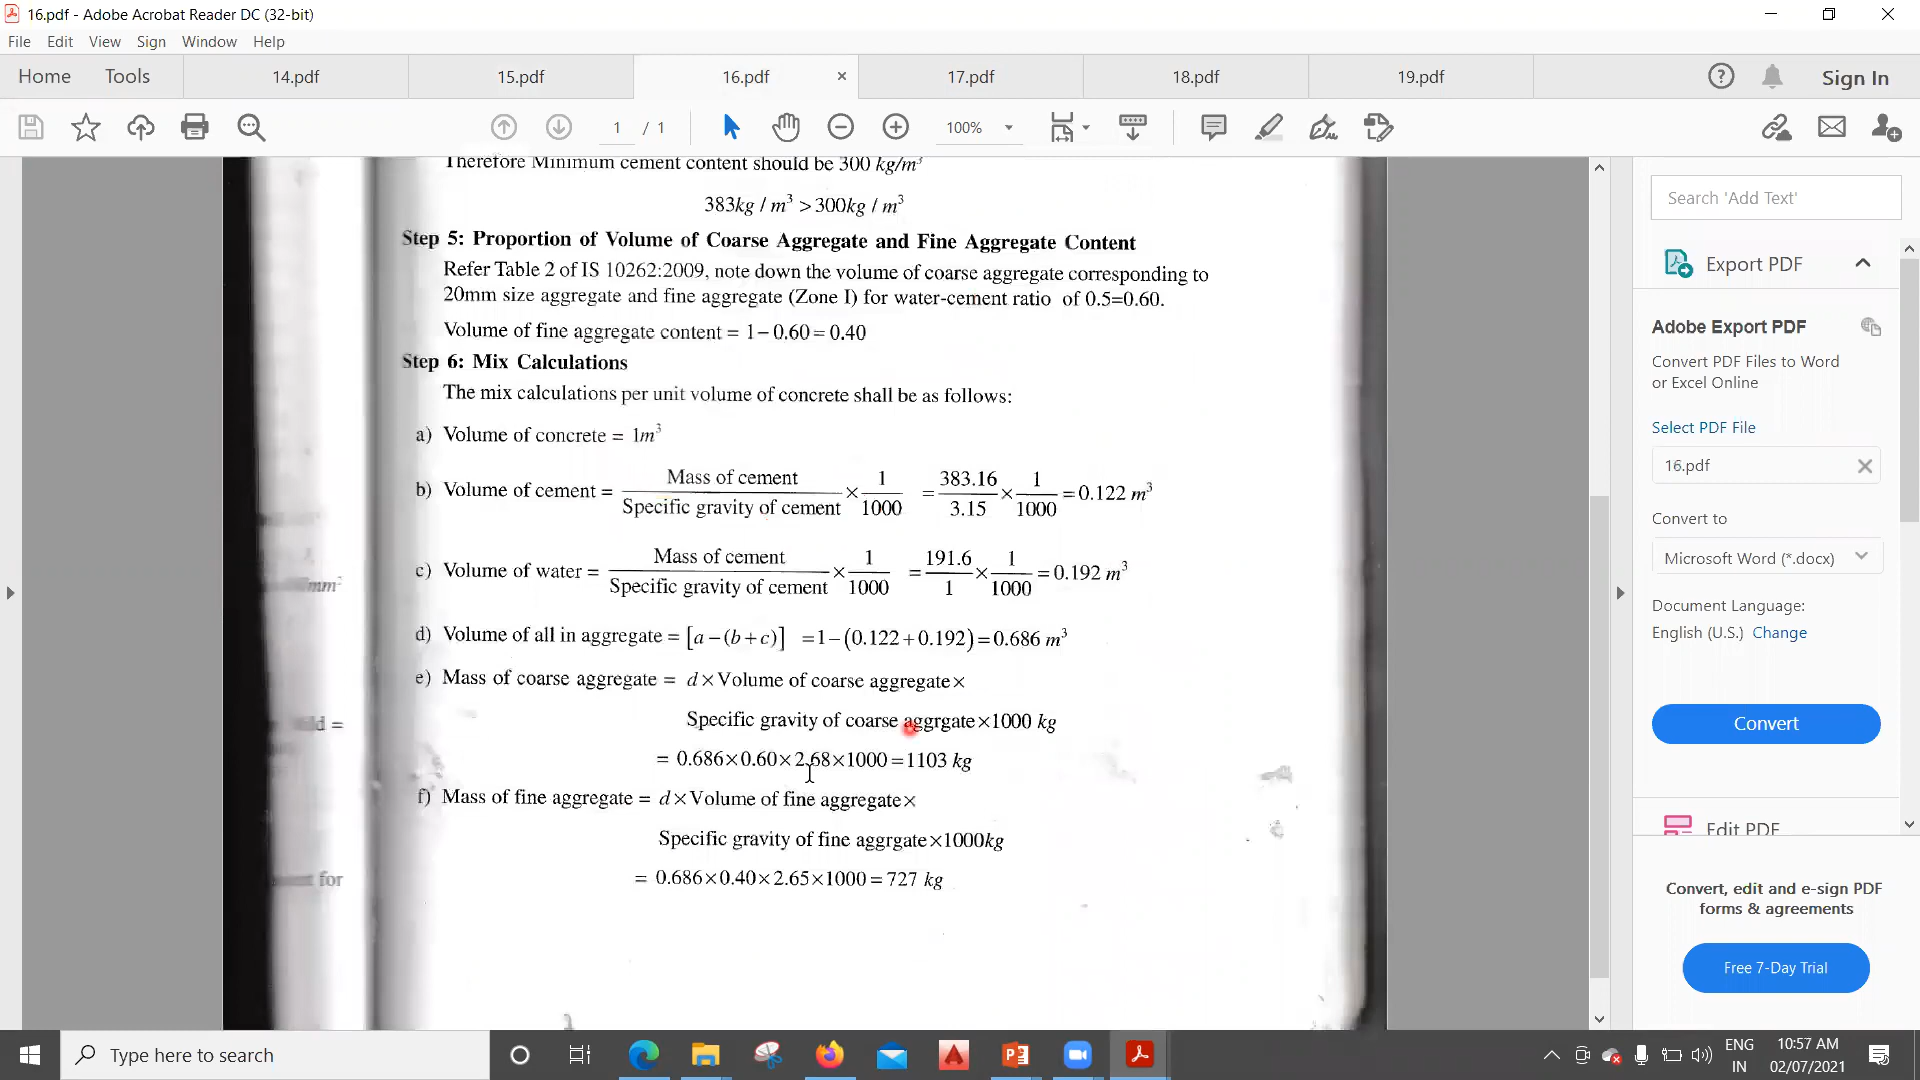 16.pdf - Adobe Acrobat Reader DC (32-bit)
File Edit View Sign Window Help
Home Tools 14.pdf 15.pdf 16.pdf 17.pdf 18.pdf 19.pdf Sign In
1 / 1 100%
Therefore Minimum cement content should be 300 kg/m³
383kg / m³ > 300kg / m³
Step 5: Proportion of Volume of Coarse Aggregate and Fine Aggregate Content
Refer Table 2 of IS 10262:2009, note down the volume of coarse aggregate corresponding to
20mm size aggregate and fine aggregate (Zone I) for water-cement ratio of 0.5=0.60.
Volume of fine aggregate content = 1−0.60=0.40
Step 6: Mix Calculations
The mix calculations per unit volume of concrete shall be as follows:
a) Volume of concrete = 1m³
b) Volume of cement = Mass of cement / Specific gravity of cement × 1/1000 = 383.16/3.15 × 1/1000 = 0.122 m³
mm²
c) Volume of water = Mass of cement / Specific gravity of cement × 1/1000 = 191.6/1 × 1/1000 = 0.192 m³
d) Volume of all in aggregate = [a−(b+c)] =1−(0.122+0.192)=0.686 m³
e) Mass of coarse aggregate = d×Volume of coarse aggregate×
Specific gravity of coarse aggrgate×1000 kg
= 0.686×0.60×2.68×1000=1103 kg
f) Mass of fine aggregate = d×Volume of fine aggregate×
Specific gravity of fine aggrgate×1000kg
for
= 0.686×0.40×2.65×1000=727 kg
Search 'Add Text'
Export PDF
Adobe Export PDF
Convert PDF Files to Word
or Excel Online
Select PDF File
16.pdf
Convert to
Microsoft Word (*.docx)
Document Language:
English (U.S.) Change
Convert
Edit PDF
Convert, edit and e-sign PDF
forms & agreements
Free 7-Day Trial
Type here to search
ENG
IN
10:57 AM
02/07/2021